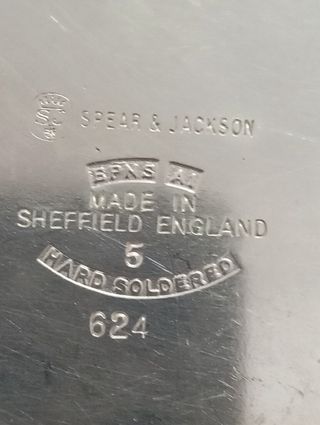 SPEAR & JACKSON
EPNS A1
MADE IN
SHEFFIELD ENGLAND
5
HARD SOLDERED
624